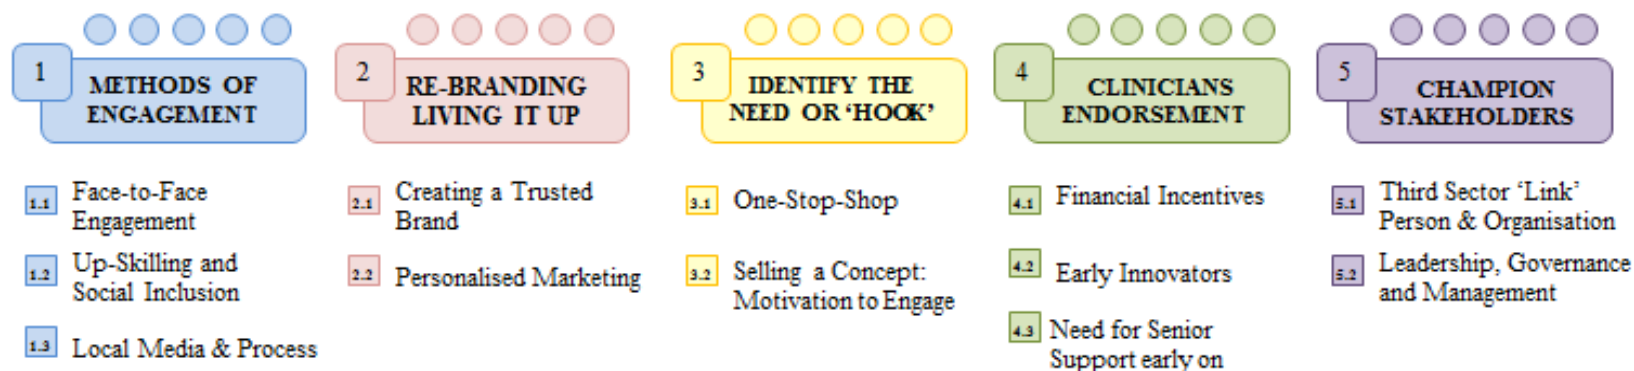 1
METHODS OF
ENGAGEMENT
1.1
Face-to-Face
Engagement
1.2
Up-Skilling and
Social Inclusion
1.3
Local Media & Process
2
RE-BRANDING
LIVING IT UP
2.1
Creating a Trusted
Brand
2.2
Personalised Marketing
3
IDENTIFY THE
NEED OR ‘HOOK’
3.1
One-Stop-Shop
3.2
Selling a Concept:
Motivation to Engage
4
CLINICIANS
ENDORSEMENT
4.1
Financial Incentives
4.2
Early Innovators
4.3
Need for Senior
Support early on
5
CHAMPION
STAKEHOLDERS
5.1
Third Sector ‘Link’
Person & Organisation
5.2
Leadership, Governance
and Management